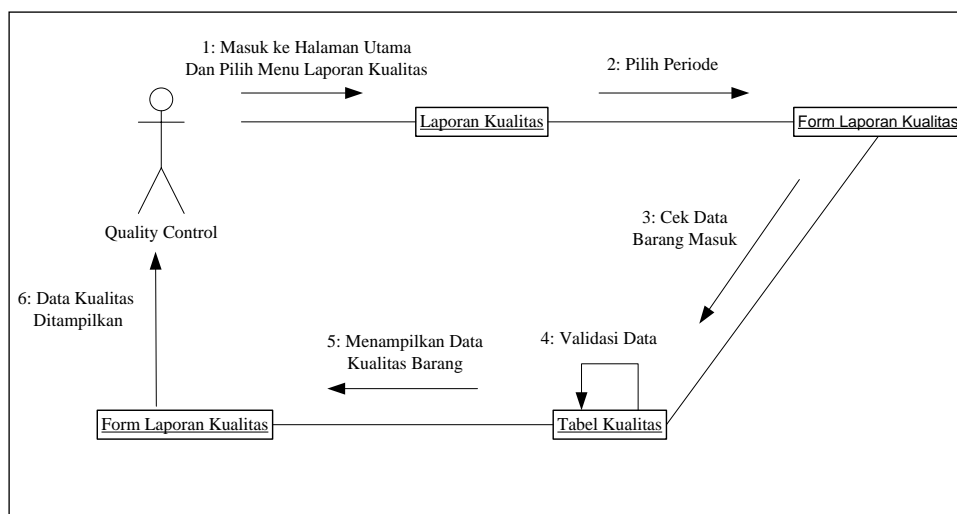 1: Masuk ke Halaman Utama
Dan Pilih Menu Laporan Kualitas
2: Pilih Periode
Laporan Kualitas
Form Laporan Kualitas
3: Cek Data
Barang Masuk
Quality Control
6: Data Kualitas
Ditampilkan
5: Menampilkan Data
Kualitas Barang
4: Validasi Data
Form Laporan Kualitas
Tabel Kualitas